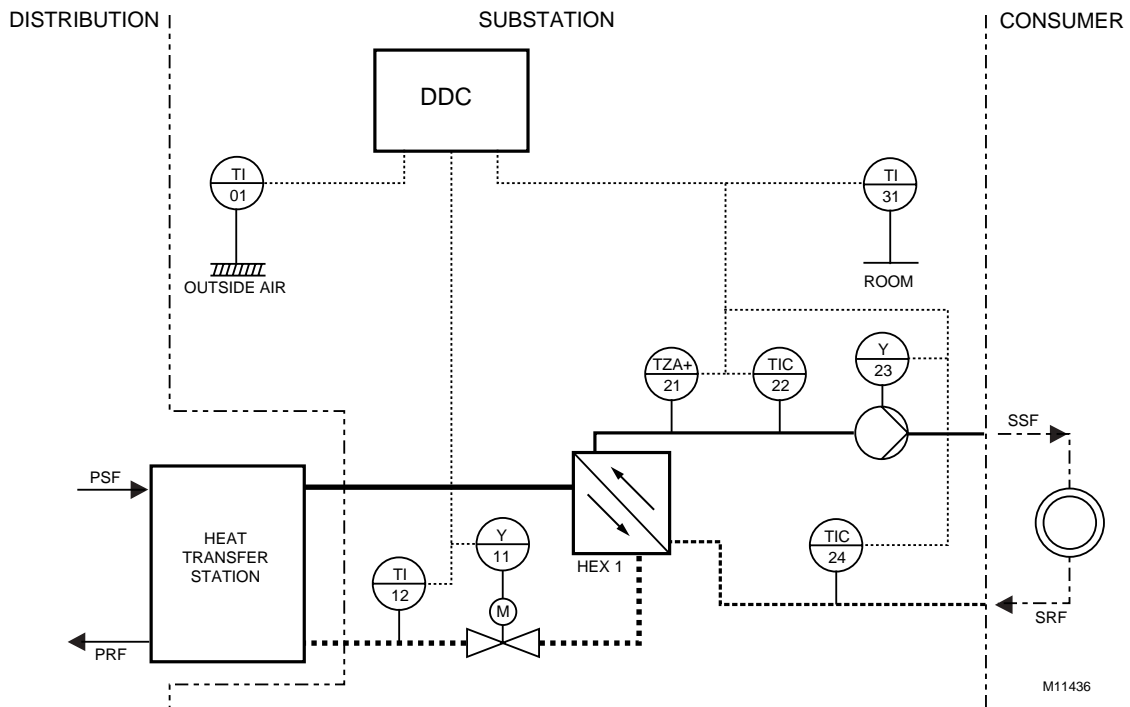 DISTRIBUTION
SUBSTATION
CONSUMER
DDC
TI
01
OUTSIDE AIR
TI
31
ROOM
TZA+
21
TIC
22
Y
23
SSF
PSF
HEAT
TRANSFER
STATION
Y
11
HEX 1
TIC
24
TI
12
M
SRF
PRF
M11436